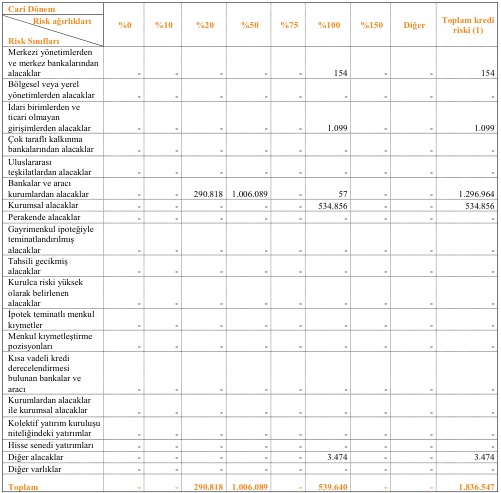 Cari Dönem
Risk ağırlıkları %0 %10 %20 %50 %75 %100 %150 Diğer Toplam kredi
riski (1)
Risk Sınıfları
Merkezi yönetimlerden
ve merkez bankalarından
alacaklar - - - - - 154 - - 154
Bölgesel veya yerel
yönetimlerden alacaklar - - - - - - - - -
İdari birimlerden ve
ticari olmayan
girişimlerden alacaklar - - - - - 1.099 - - 1.099
Çok taraflı kalkınma
bankalarından alacaklar - - - - - - - - -
Uluslararası
teşkilatlardan alacaklar - - - - - - - - -
Bankalar ve aracı
kurumlardan alacaklar - - 290.818 1.006.089 - 57 - - 1.296.964
Kurumsal alacaklar - - - - - 534.856 - - 534.856
Perakende alacaklar - - - - - - - - -
Gayrimenkul ipoteğiyle
teminatlandırılmış
alacaklar - - - - - - - - -
Tahsili gecikmiş
alacaklar - - - - - - - - -
Kurulca riski yüksek
olarak belirlenen
alacaklar - - - - - - - - -
İpotek teminatlı menkul
kıymetler - - - - - - - - -
Menkul kıymetleştirme
pozisyonları - - - - - - - - -
Kısa vadeli kredi
derecelendirmesi
bulunan bankalar ve
aracı - - - - - - - - -
Kurumlardan alacaklar
ile kurumsal alacaklar - - - - - - - - -
Kolektif yatırım kuruluşu
niteliğindeki yatırımlar - - - - - - - - -
Hisse senedi yatırımları - - - - - - - - -
Diğer alacaklar - - - - - 3.474 - - 3.474
Diğer varlıklar - - - - - - - - -
Toplam - - 290.818 1.006.089 - 539.640 - - 1.836.547